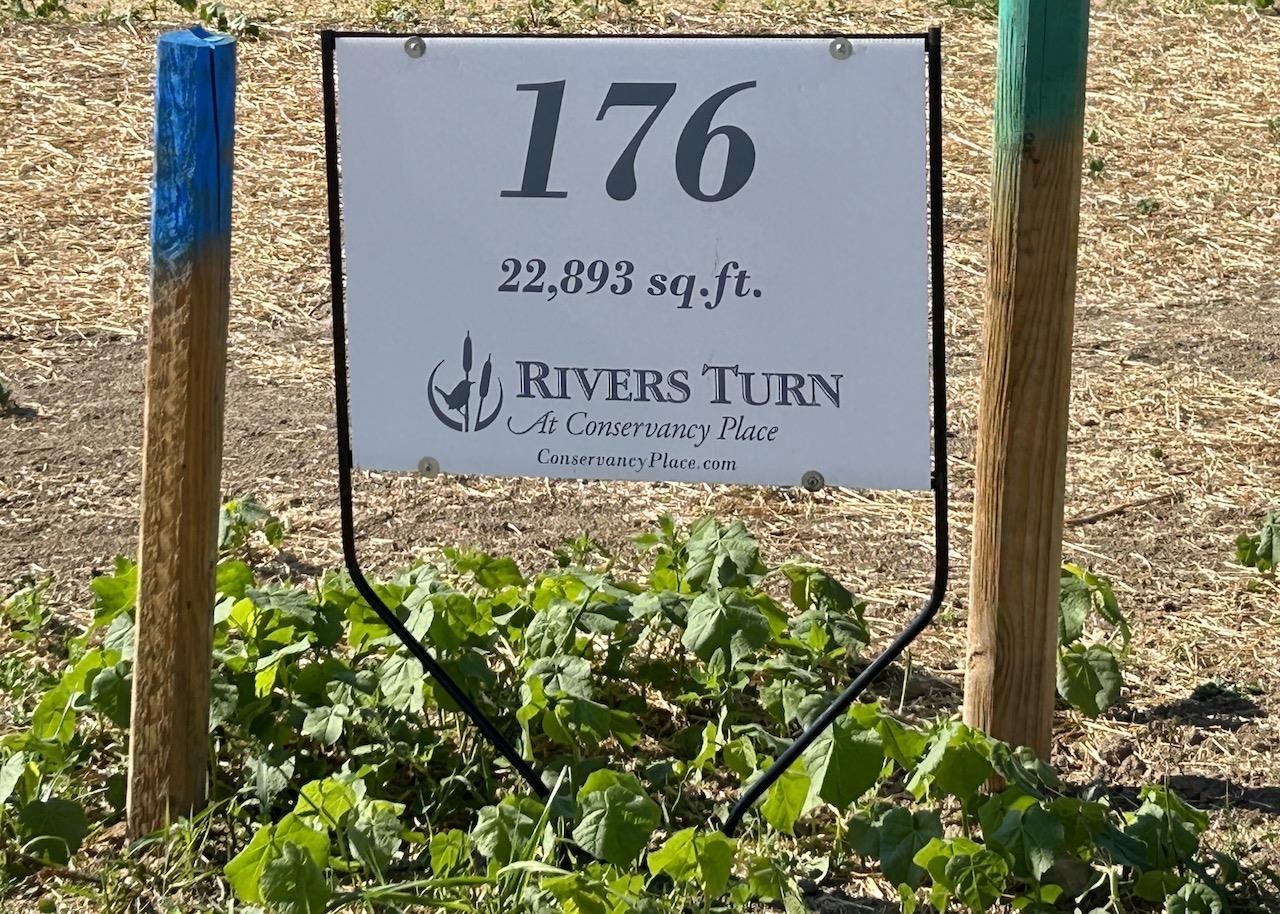 176
22,893 sq.ft.
RIVERS TURN
At Conservancy Place
ConservancyPlace.com